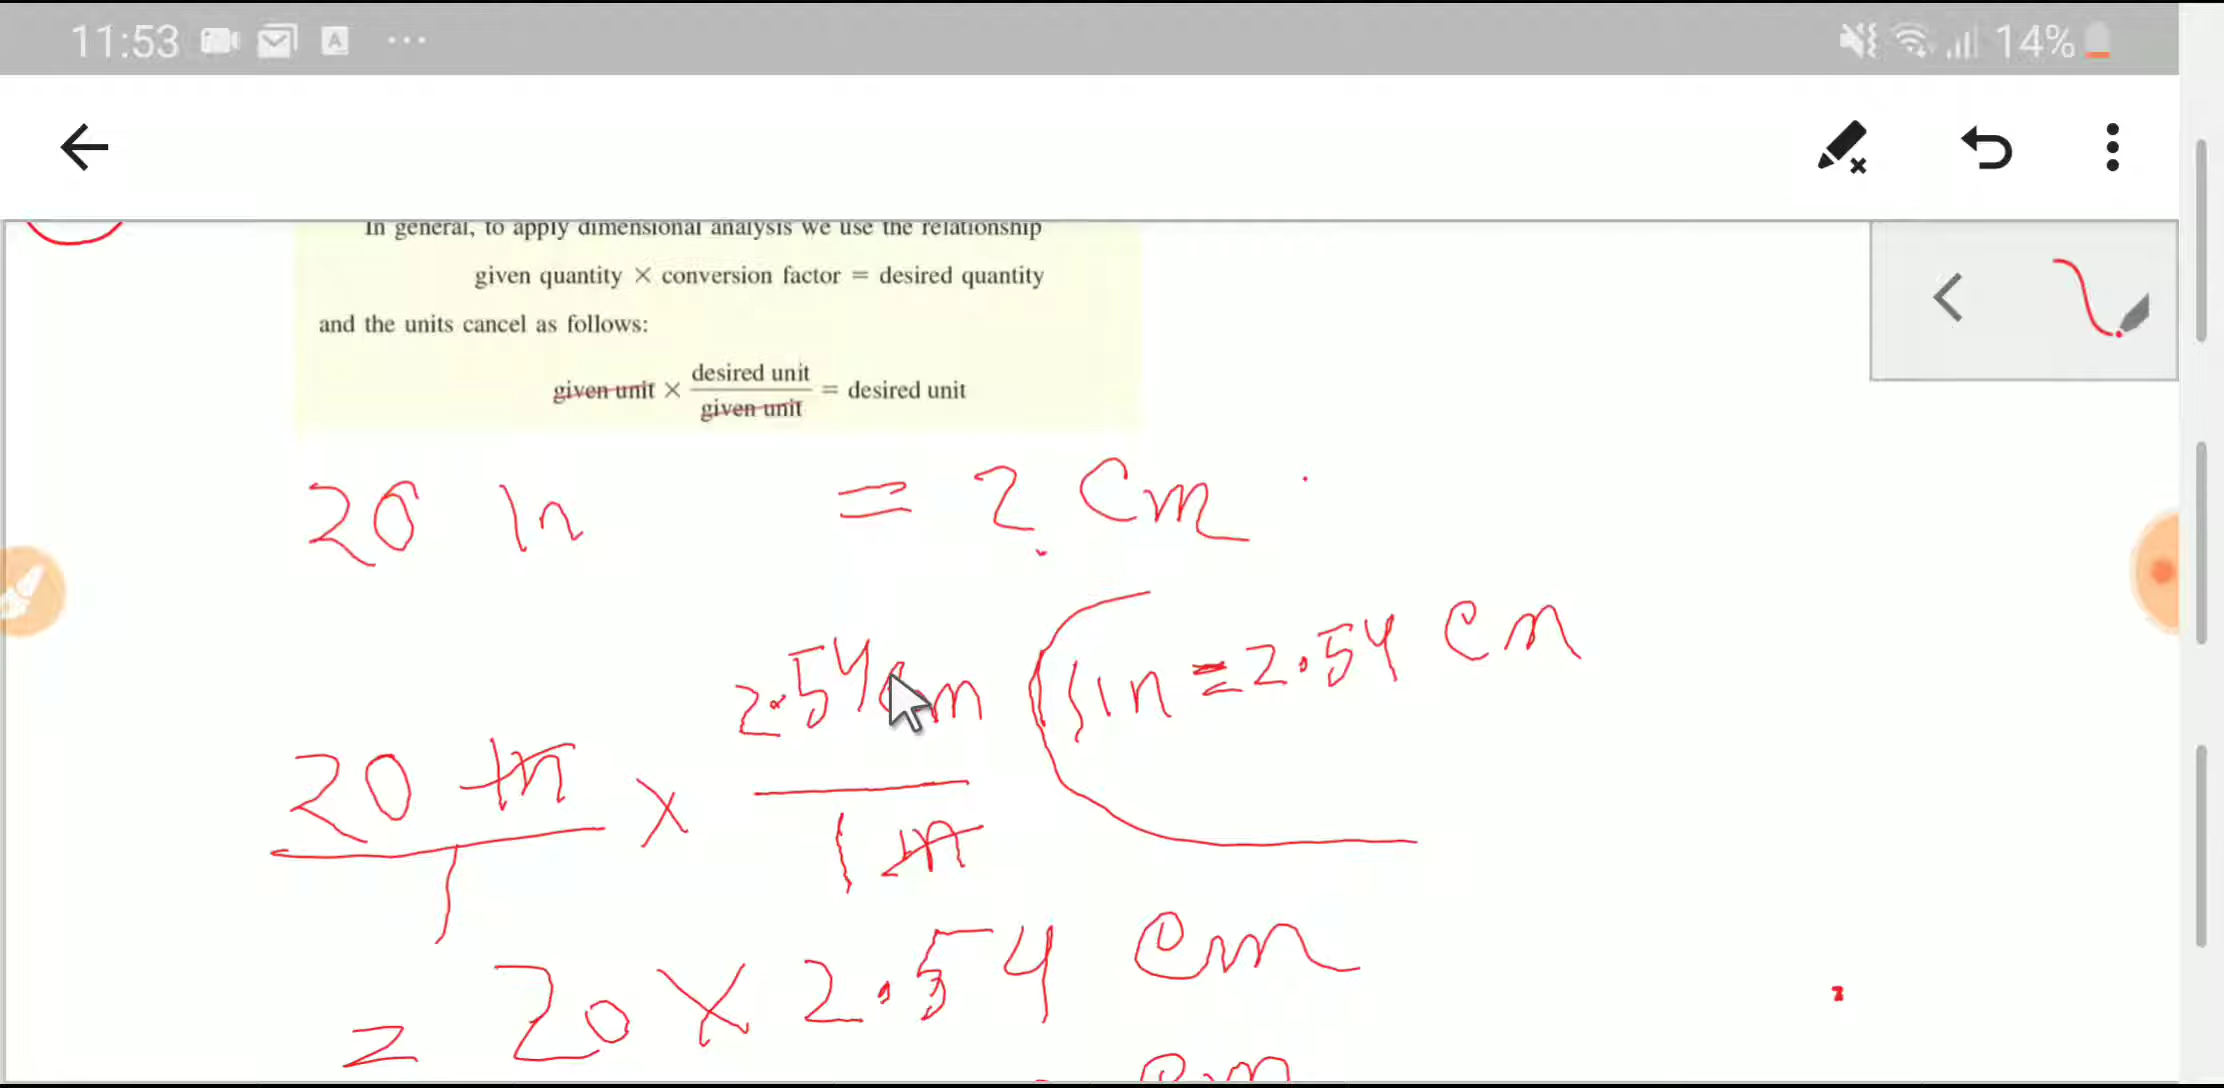 11:53 A ... 14%
In general, to apply dimensional analysis we use the relationship
given quantity × conversion factor = desired quantity
and the units cancel as follows:
given unit × desired unit / given unit = desired unit
20 in = ? cm
2.54 cm (1in = 2.54 cm
20 in × 1 in
1
= 20 × 2.54 cm
cm